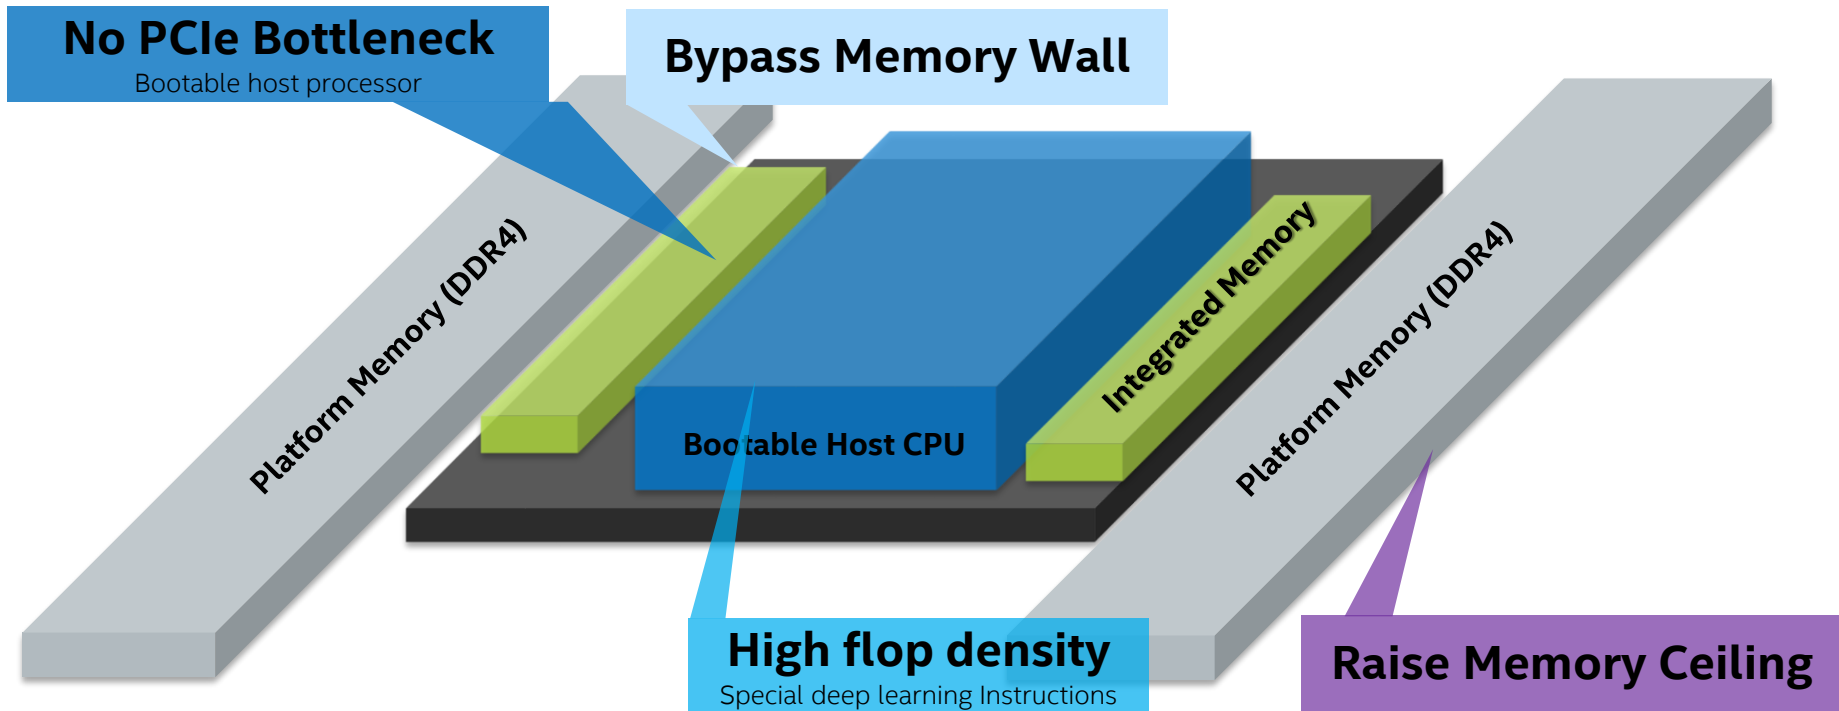 No PCIe Bottleneck
Bootable host processor
Bypass Memory Wall
Platform Memory (DDR4)
Integrated Memory
Platform Memory (DDR4)
Bootable Host CPU
High flop density
Special deep learning Instructions
Raise Memory Ceiling